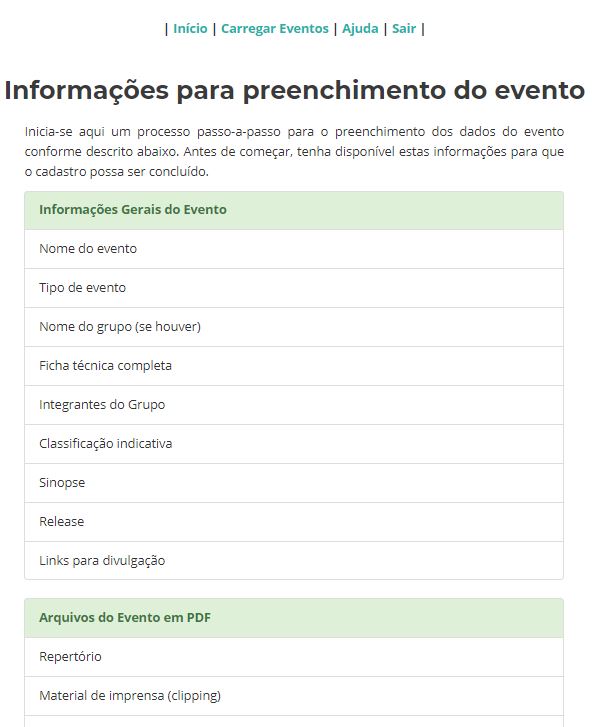 | Início | Carregar Eventos | Ajuda | Sair |
Informações para preenchimento do evento
Inicia-se aqui um processo passo-a-passo para o preenchimento dos dados do evento
conforme descrito abaixo. Antes de começar, tenha disponível estas informações para que
o cadastro possa ser concluído.
Informações Gerais do Evento
Nome do evento
Tipo de evento
Nome do grupo (se houver)
Ficha técnica completa
Integrantes do Grupo
Classificação indicativa
Sinopse
Release
Links para divulgação
Arquivos do Evento em PDF
Repertório
Material de imprensa (clipping)